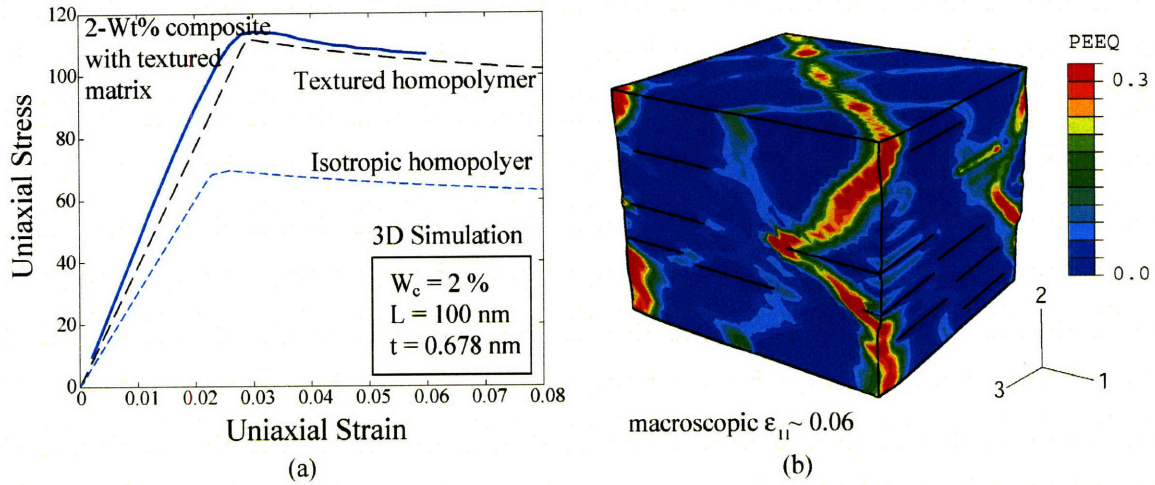 120
100
80
60
40
20
0
0
0.01
0.02
0.03
0.04
0.05
0.06
0.07
0.08
Uniaxial Stress
Uniaxial Strain
2-Wt% composite
with textured
matrix
Textured homopolymer
Isotropic homopolyer
3D Simulation
W_c = 2 %
L = 100 nm
t = 0.678 nm
(a)
PEEQ
0.3
0.0
2
3
1
macroscopic ε_11~ 0.06
(b)